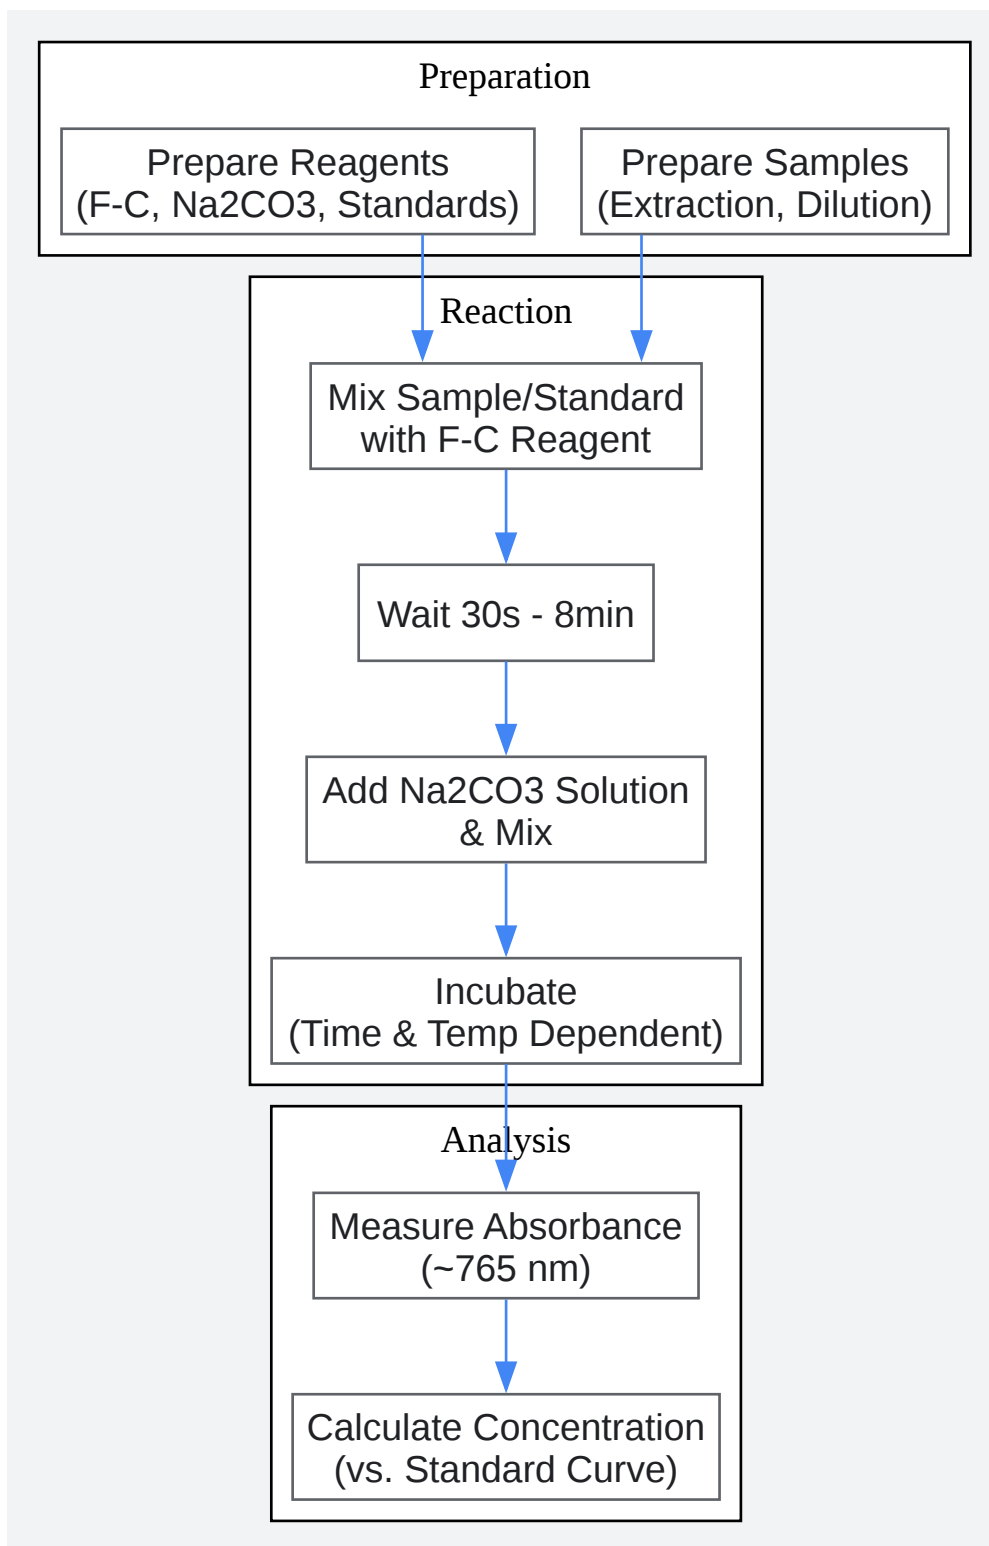 Preparation
Prepare Reagents
(F-C, Na2CO3, Standards)
Prepare Samples
(Extraction, Dilution)
Reaction
Mix Sample/Standard
with F-C Reagent
Wait 30s - 8min
Add Na2CO3 Solution
& Mix
Incubate
(Time & Temp Dependent)
Analysis
Measure Absorbance
(~765 nm)
Calculate Concentration
(vs. Standard Curve)